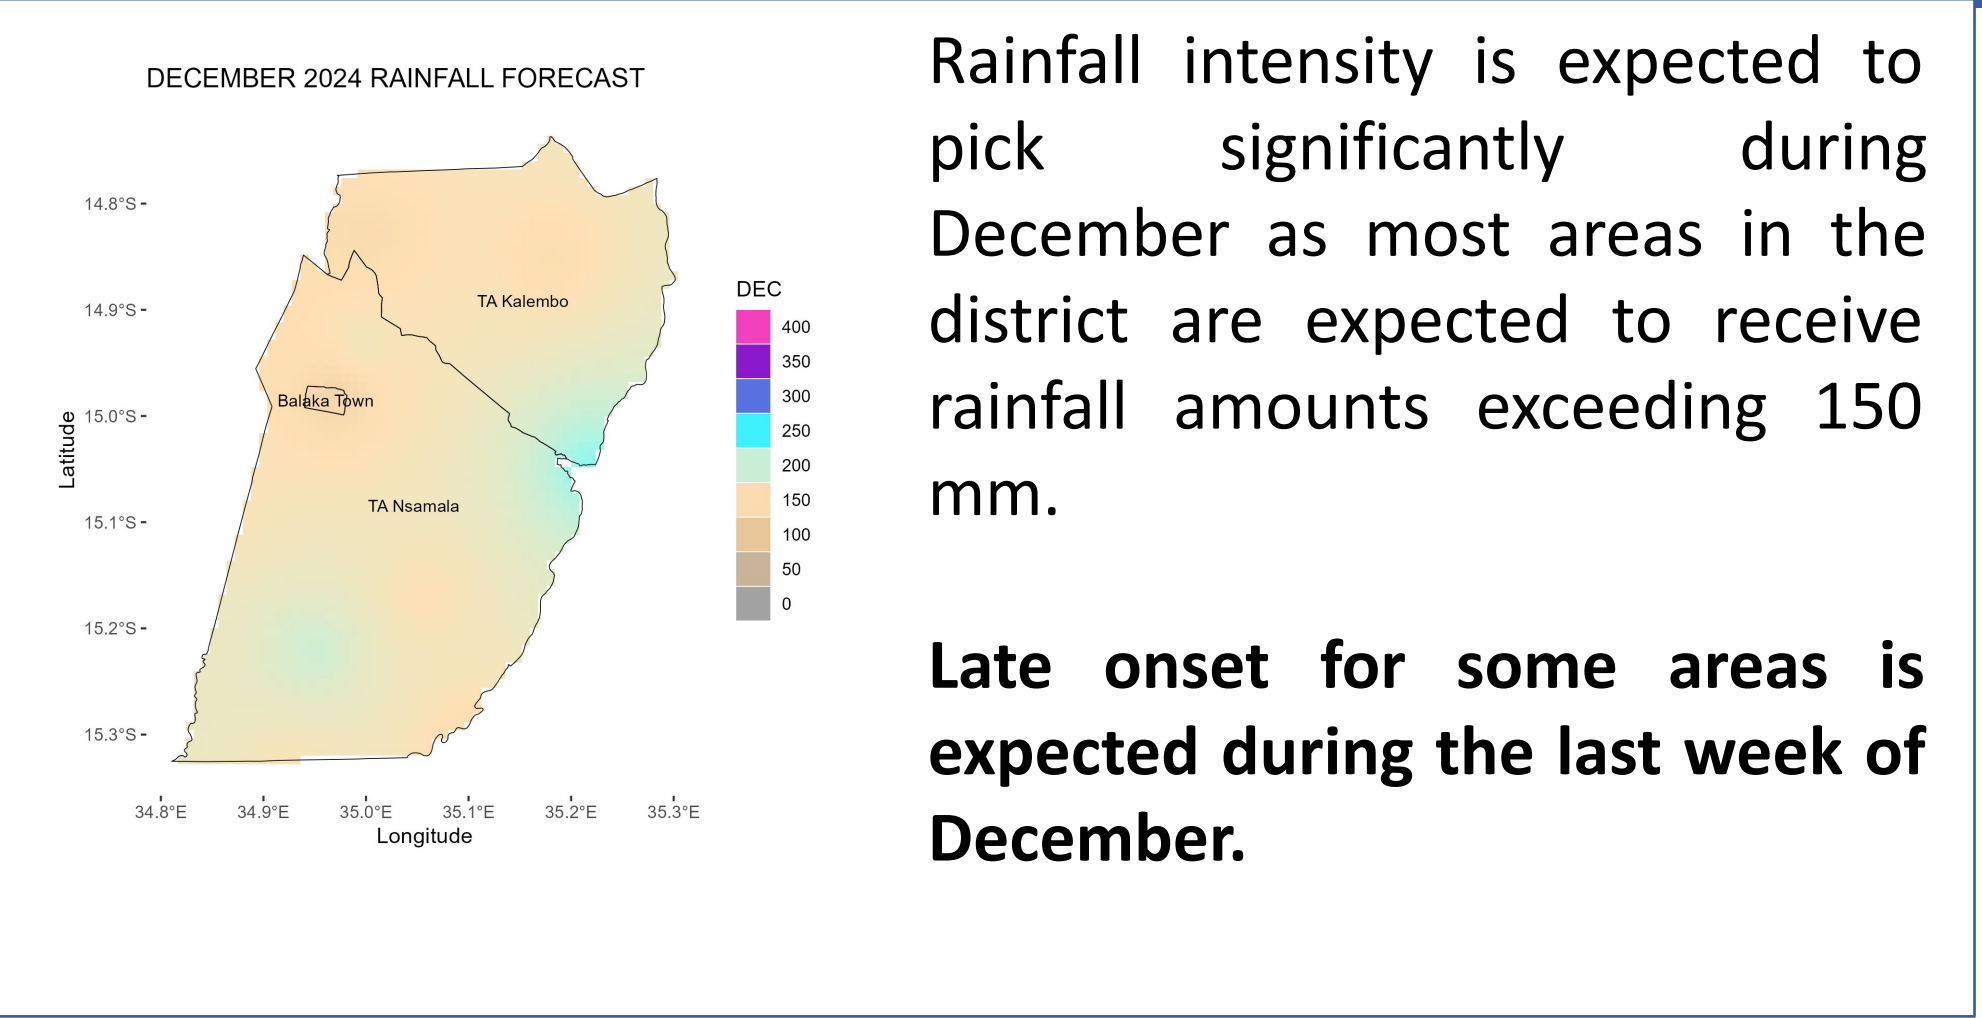 DECEMBER 2024 RAINFALL FORECAST
14.8°S
14.9°S
15.0°S
15.1°S
15.2°S
15.3°S
Latitude
TA Kalembo
Balaka Town
TA Nsamala
34.8°E 34.9°E 35.0°E 35.1°E 35.2°E 35.3°E
Longitude
DEC
400
350
300
250
200
150
100
50
0
Rainfall intensity is expected to
pick significantly during
December as most areas in the
district are expected to receive
rainfall amounts exceeding 150
mm.
Late onset for some areas is
expected during the last week of
December.